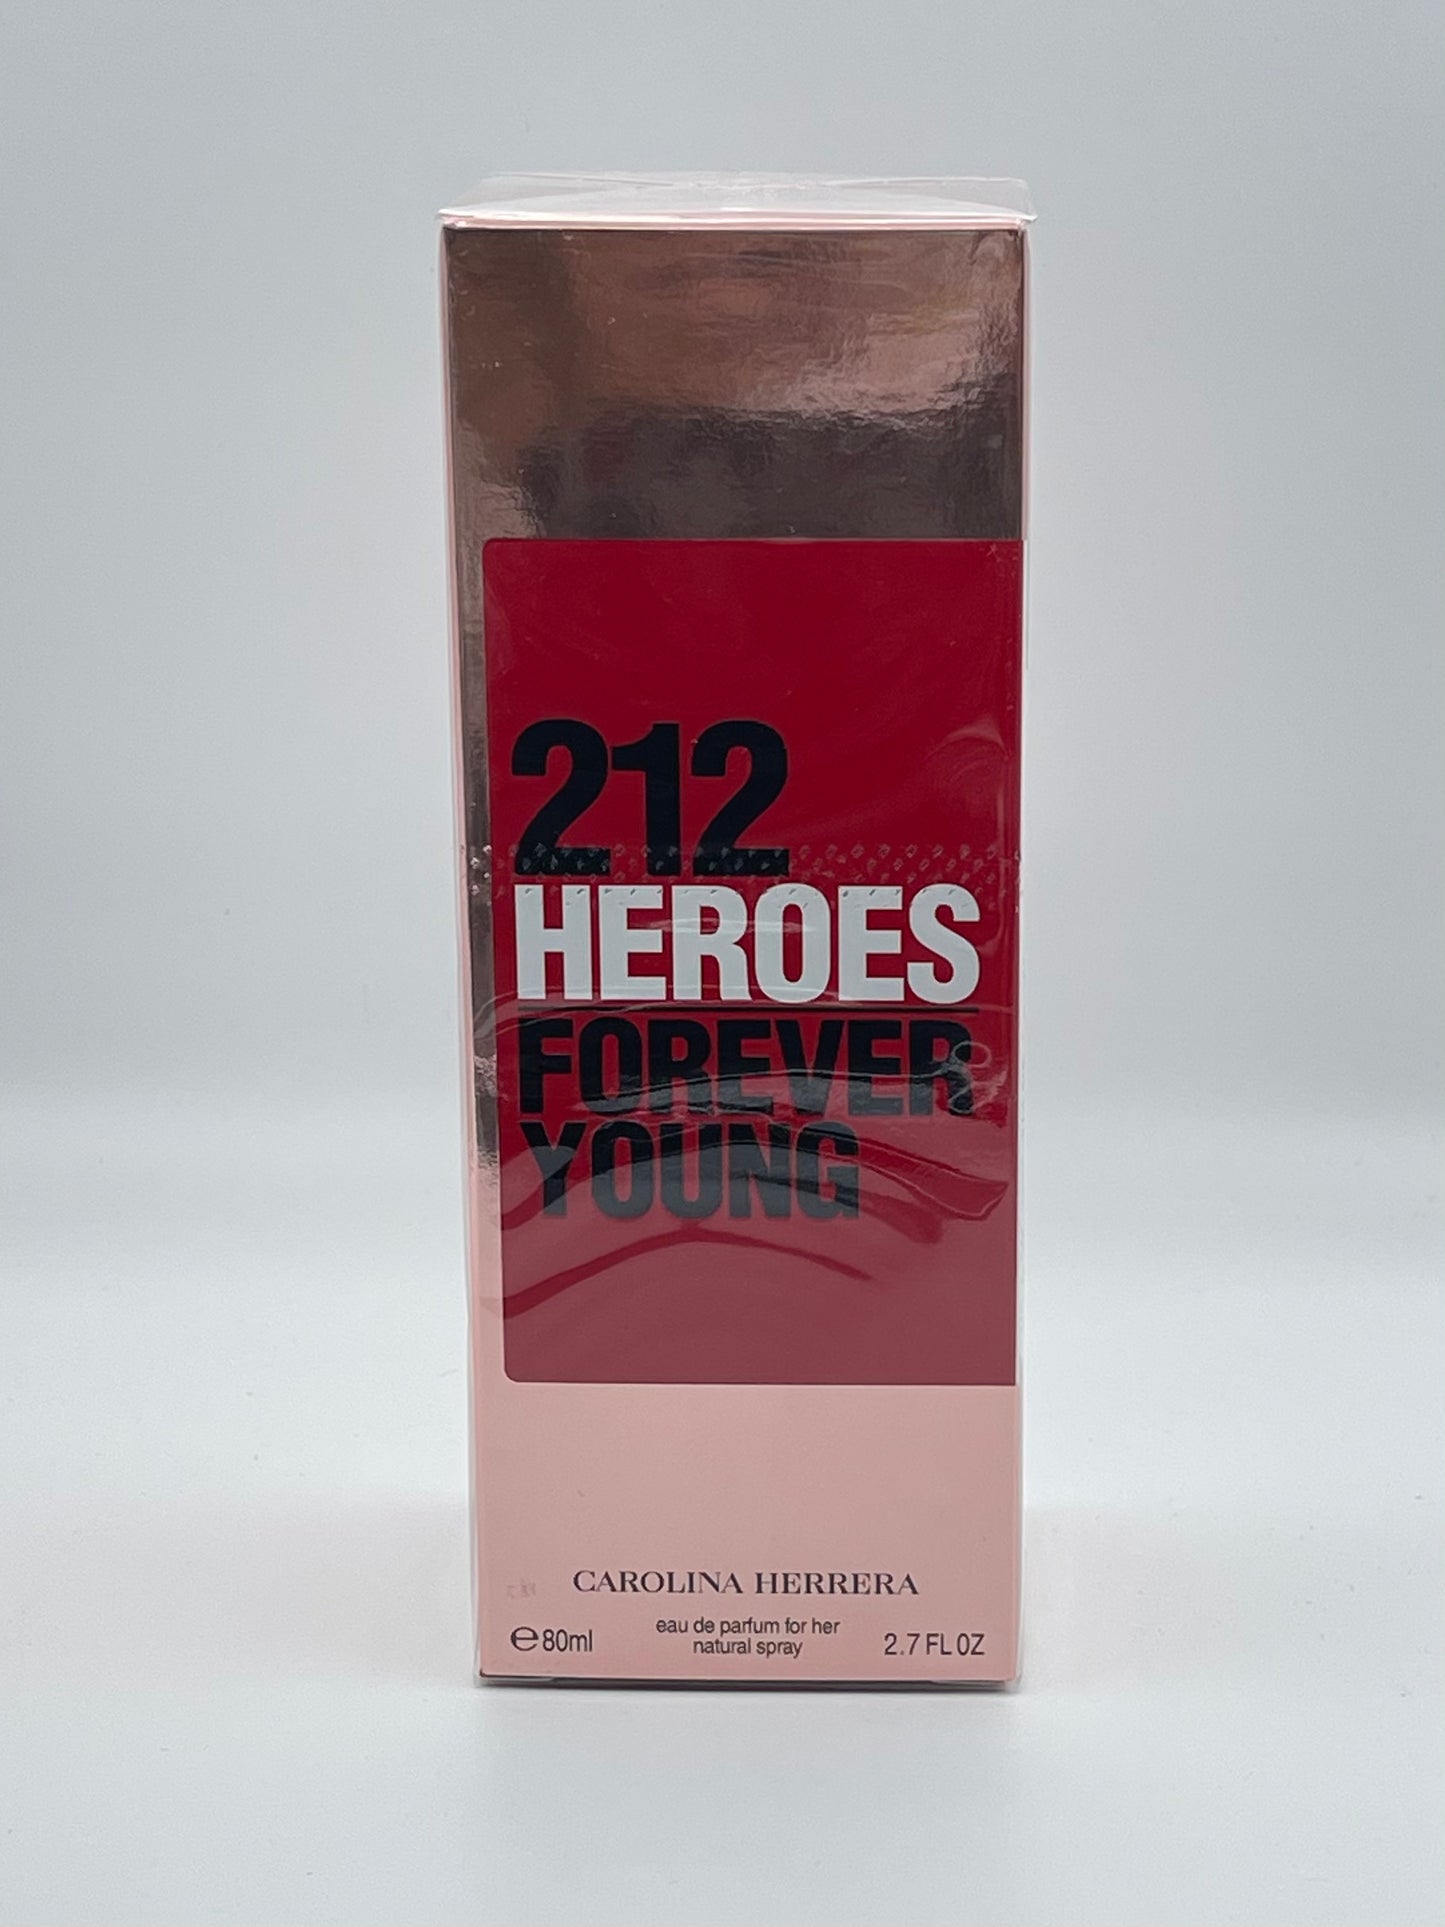 212
HEROES
FOREVER
YOUNG
CAROLINA HERRERA
℮80ml
eau de parfum for her
natural spray
2.7 FL OZ